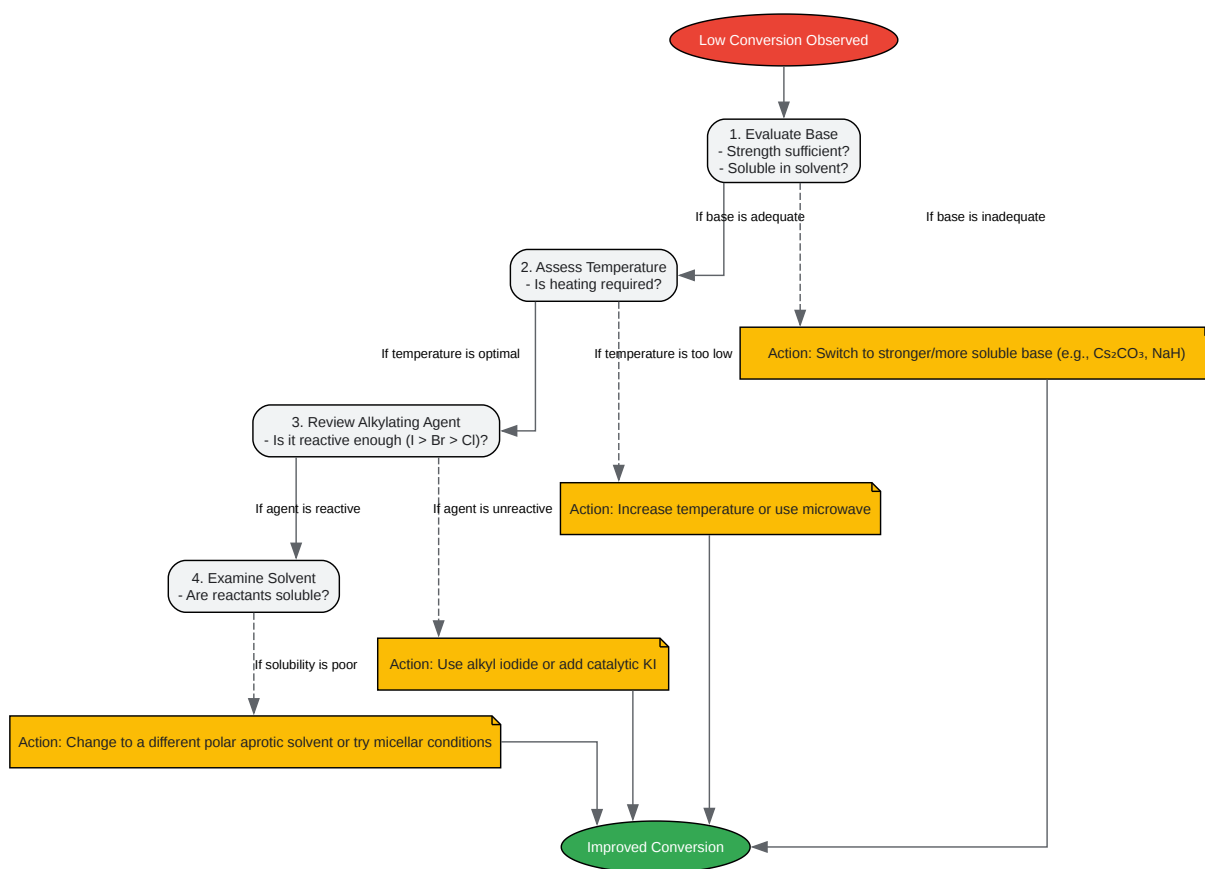 Low Conversion Observed
1. Evaluate Base
- Strength sufficient?
- Soluble in solvent?
If base is adequate
If base is inadequate
2. Assess Temperature
- Is heating required?
If temperature is optimal
If temperature is too low
Action: Switch to stronger/more soluble base (e.g., Cs₂CO₃, NaH)
3. Review Alkylating Agent
- Is it reactive enough (I > Br > Cl)?
If agent is reactive
If agent is unreactive
Action: Increase temperature or use microwave
4. Examine Solvent
- Are reactants soluble?
If solubility is poor
Action: Use alkyl iodide or add catalytic KI
Action: Change to a different polar aprotic solvent or try micellar conditions
Improved Conversion